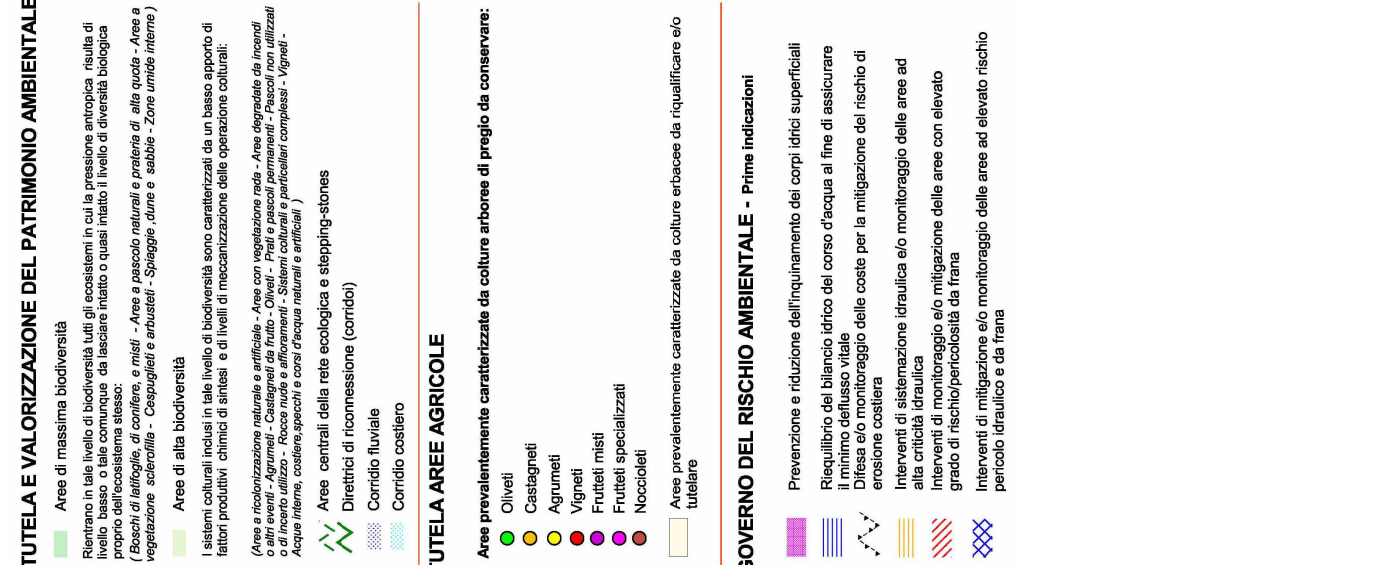 TUTELA E VALORIZZAZIONE DEL PATRIMONIO AMBIENTALE
Aree di massima biodiversità
Rientrano in tale livello di biodiversità tutti gli ecosistemi in cui la pressione antropica risulta di
livello basso o tale comunque da lasciare intatto o quasi intatto il livello di diversità biologica
proprio dell'ecosistema stesso:
( Boschi di latifoglie, di conifere, e misti - Aree a pascolo naturali e prateria di alta quota - Aree a
vegetazione sclerofilla - Cespuglieti e arbusteti - Spiaggie ,dune e sabbie - Zone umide interne )
Aree di alta biodiversità
I sistemi colturali inclusi in tale livello di biodiversità sono caratterizzati da un basso apporto di
fattori produttivi chimici di sintesi e di livelli di meccanizzazione delle operazione colturali:
(Aree a ricolorizzazione naturale e artificiale - Aree con vegetazione rada - Aree degradate da incendi
o altri eventi - Agrumeti - Castagneti da frutto - Oliveti - Prati e pascoli permanenti - Pascoli non utilizzati
o di incerto utilizzo - Rocce nude e affioramenti - Sistemi colturali e particellari complessi - Vigneti -
Acque interne, costiere,specchi e corsi d'acqua naturali e artificiali )
Aree centrali della rete ecologica e stepping-stones
Direttrici di riconnessione (corridoi)
Corridio fluviale
Corridio costiero
TUTELA AREE AGRICOLE
Aree prevalentemente caratterizzate da colture arboree di pregio da conservare:
Oliveti
Castagneti
Agrumeti
Vigneti
Frutteti misti
Frutteti specializzati
Noccioleti
Aree prevalentemente caratterizzate da colture erbacee da riqualificare e/o
tutelare
GOVERNO DEL RISCHIO AMBIENTALE - Prime indicazioni
Prevenzione e riduzione dell'inquinamento dei corpi idrici superficiali
Riequilibrio del bilancio idrico del corso d'acqua al fine di assicurare
il minimo deflusso vitale
Difesa e/o monitoraggio delle coste per la mitigazione del rischio di
erosione costiera
Interventi di sistemazione idraulica e/o monitoraggio delle aree ad
alta criticità idraulica
Interventi di monitoraggio e/o mitigazione delle aree con elevato
grado di rischio/pericolosità da frana
Interventi di mitigazione e/o monitoraggio delle aree ad elevato rischio
pericolo idraulico e da frana